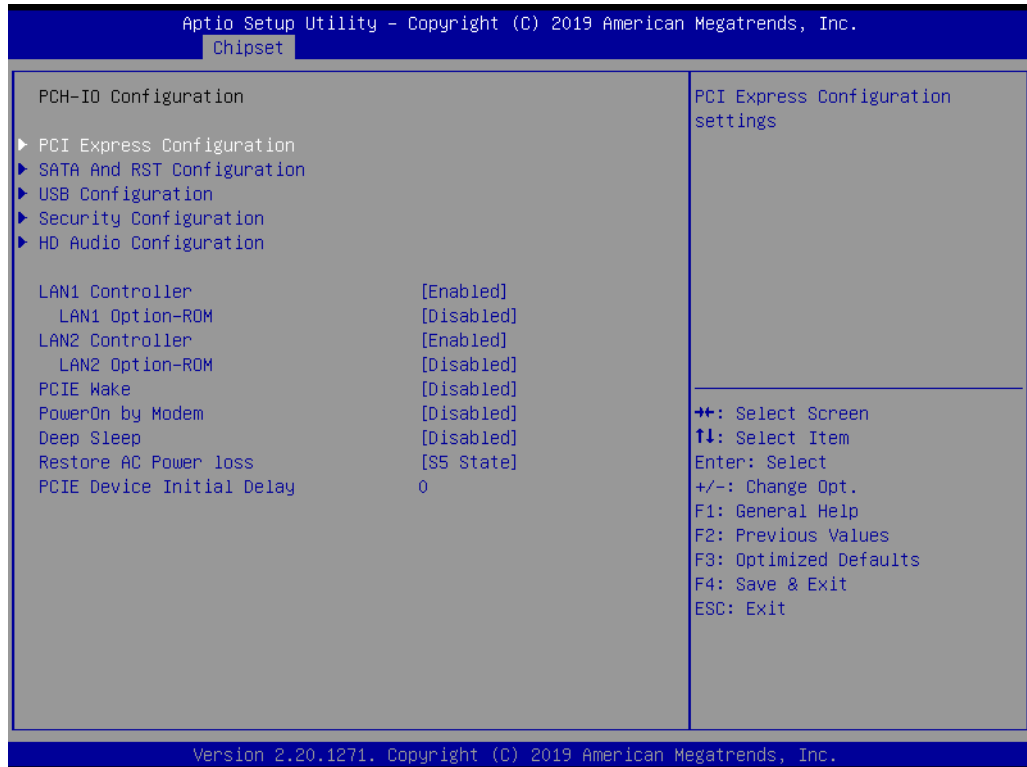 Aptio Setup Utility – Copyright (C) 2019 American Megatrends, Inc.
Chipset
PCH-IO Configuration
PCI Express Configuration
SATA And RST Configuration
USB Configuration
Security Configuration
HD Audio Configuration
LAN1 Controller [Enabled]
LAN1 Option-ROM [Disabled]
LAN2 Controller [Enabled]
LAN2 Option-ROM [Disabled]
PCIE Wake [Disabled]
PowerOn by Modem [Disabled]
Deep Sleep [Disabled]
Restore AC Power loss [S5 State]
PCIE Device Initial Delay 0
PCI Express Configuration
settings
→←: Select Screen
↑↓: Select Item
Enter: Select
+/-: Change Opt.
F1: General Help
F2: Previous Values
F3: Optimized Defaults
F4: Save & Exit
ESC: Exit
Version 2.20.1271. Copyright (C) 2019 American Megatrends, Inc.